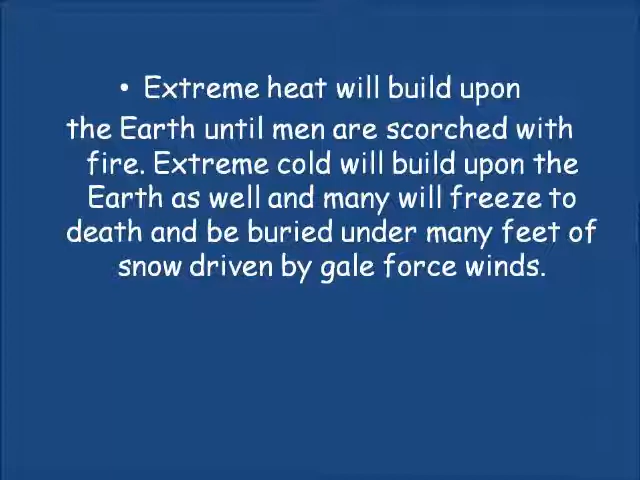 • Extreme heat will build upon
the Earth until men are scorched with
fire. Extreme cold will build upon the
Earth as well and many will freeze to
death and be buried under many feet of
snow driven by gale force winds.